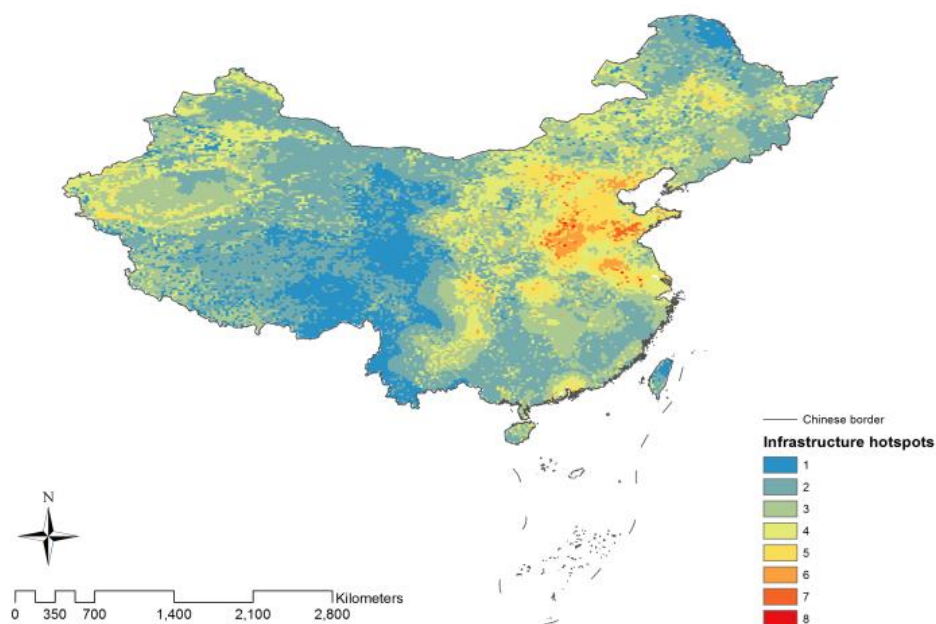 Chinese border
Infrastructure hotspots
1
2
3
4
5
6
7
8
N
Kilometers
0 350 700 1,400 2,100 2,800